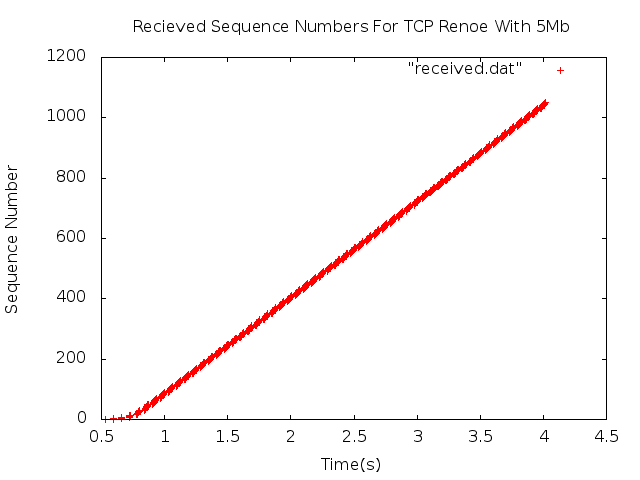 Recieved Sequence Numbers For TCP Renoe With 5Mb
"received.dat"
1200
1000
800
600
400
200
0
Sequence Number
0.5 1 1.5 2 2.5 3 3.5 4 4.5
Time(s)